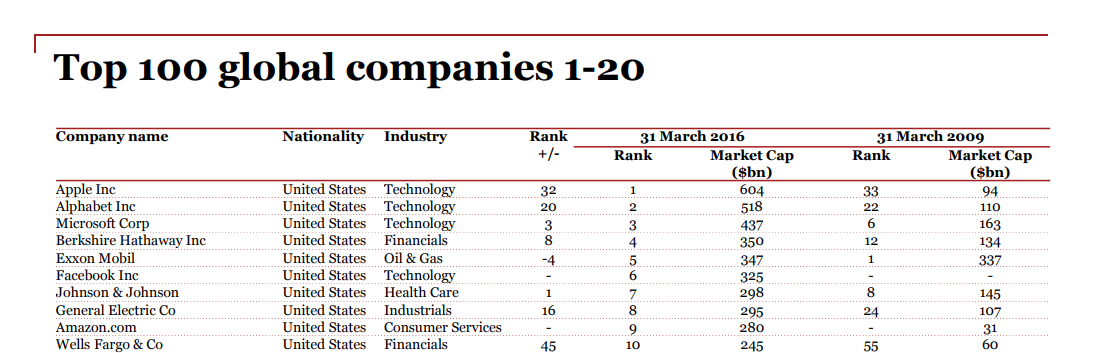 Top 100 global companies 1-20
Company name Nationality Industry Rank 31 March 2016 31 March 2009
+/- Rank Market Cap Rank Market Cap
($bn) ($bn)
Apple Inc United States Technology 32 1 604 33 94
Alphabet Inc United States Technology 20 2 518 22 110
Microsoft Corp United States Technology 3 3 437 6 163
Berkshire Hathaway Inc United States Financials 8 4 350 12 134
Exxon Mobil United States Oil & Gas -4 5 347 1 337
Facebook Inc United States Technology - 6 325 - -
Johnson & Johnson United States Health Care 1 7 298 8 145
General Electric Co United States Industrials 16 8 295 24 107
Amazon.com United States Consumer Services - 9 280 - 31
Wells Fargo & Co United States Financials 45 10 245 55 60